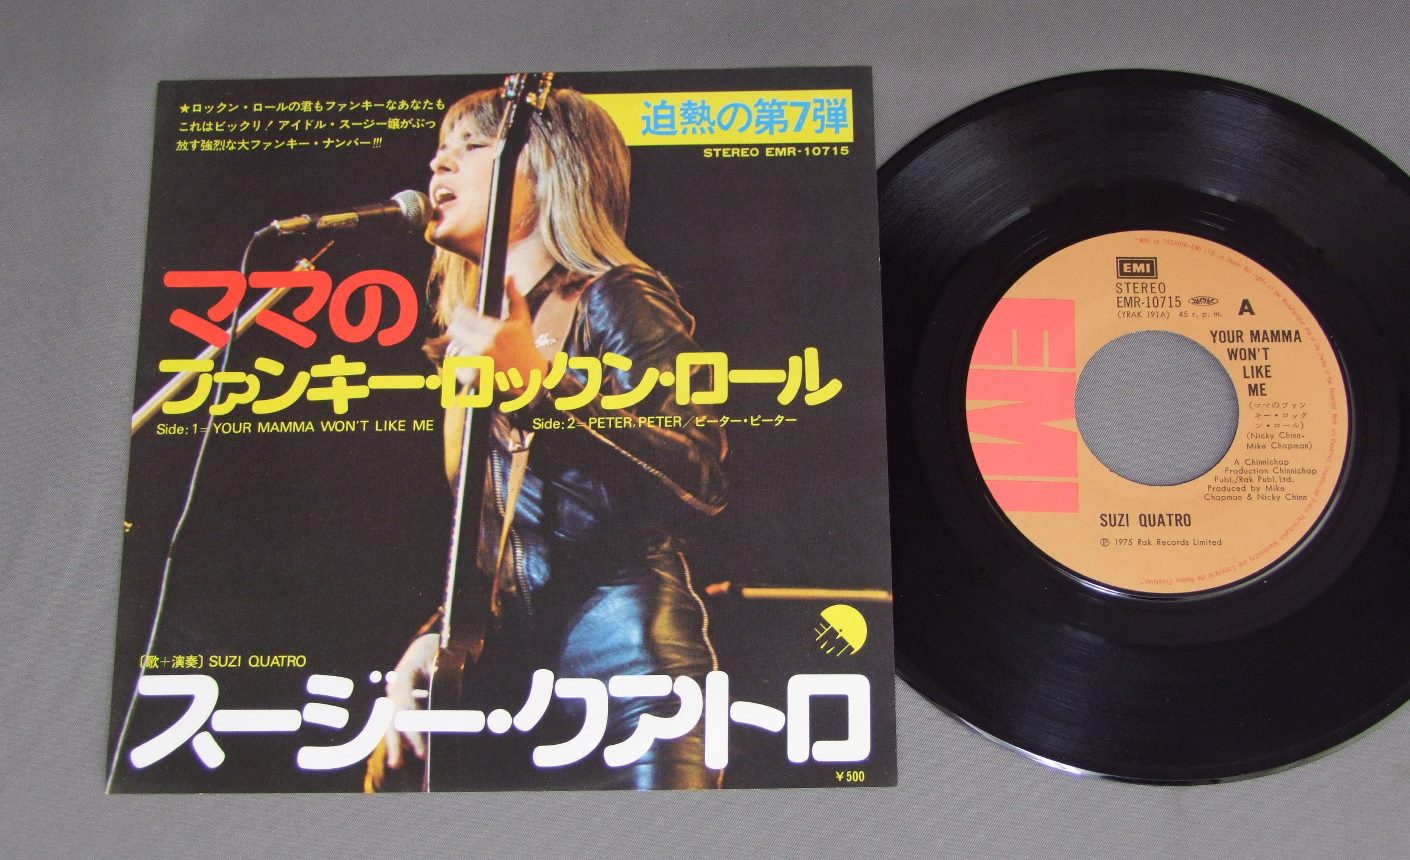 ★ロックン・ロールの君もファンキーなあなたも
これはビックリ！アイドル・スージー嬢がぶっ
放す強烈な大ファンキー・ナンバー!!!
迫熱の第7弾
STEREO EMR-10715
ママの
ファンキー・ロックン・ロール
Side: 1=YOUR MAMMA WON'T LIKE ME
Side: 2=PETER, PETER／ピーター・ピーター
EMI
〔歌＋演奏〕SUZI QUATRO
スージー・クアトロ
￥500
EMI
STEREO
EMR-10715
(YRAK 191A) 45 r.p.m.
A
EMI
YOUR MAMMA
WON'T
LIKE
ME
(ママのファン
キー・ロック
ン・ロール)
(Nicky Chinn-
Mike Chapman)
A Chinnichap
Production Chinnichap
Publ./Rak Publ. Ltd.
Produced by Mike
Chapman & Nicky Chinn
SUZI QUATRO
Ⓟ 1975 Rak Records Limited